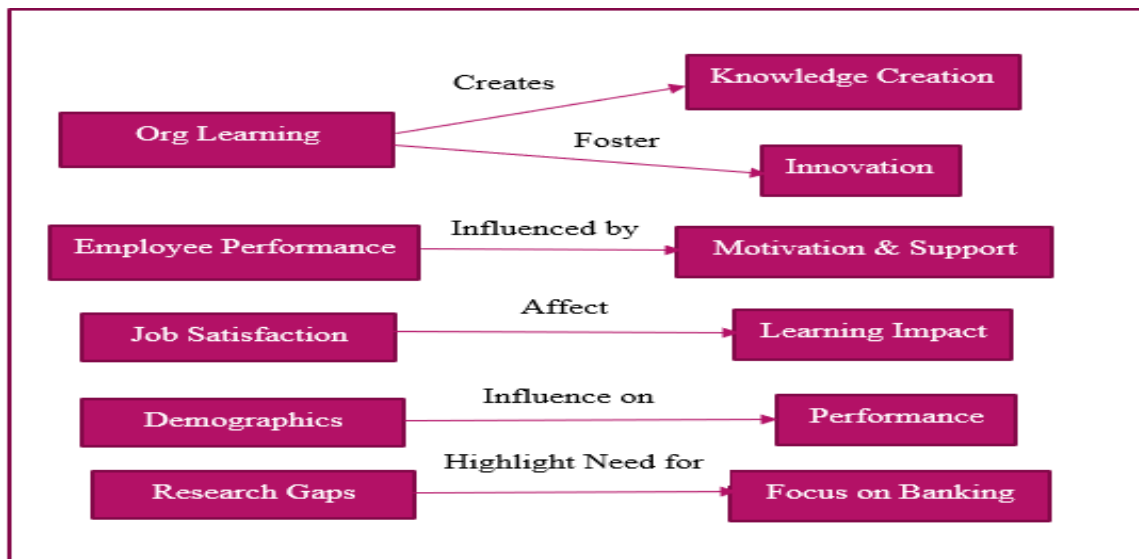 Creates
Knowledge Creation
Org Learning
Foster
Innovation
Employee Performance
Influenced by
Motivation & Support
Job Satisfaction
Affect
Learning Impact
Demographics
Influence on
Performance
Research Gaps
Highlight Need for
Focus on Banking